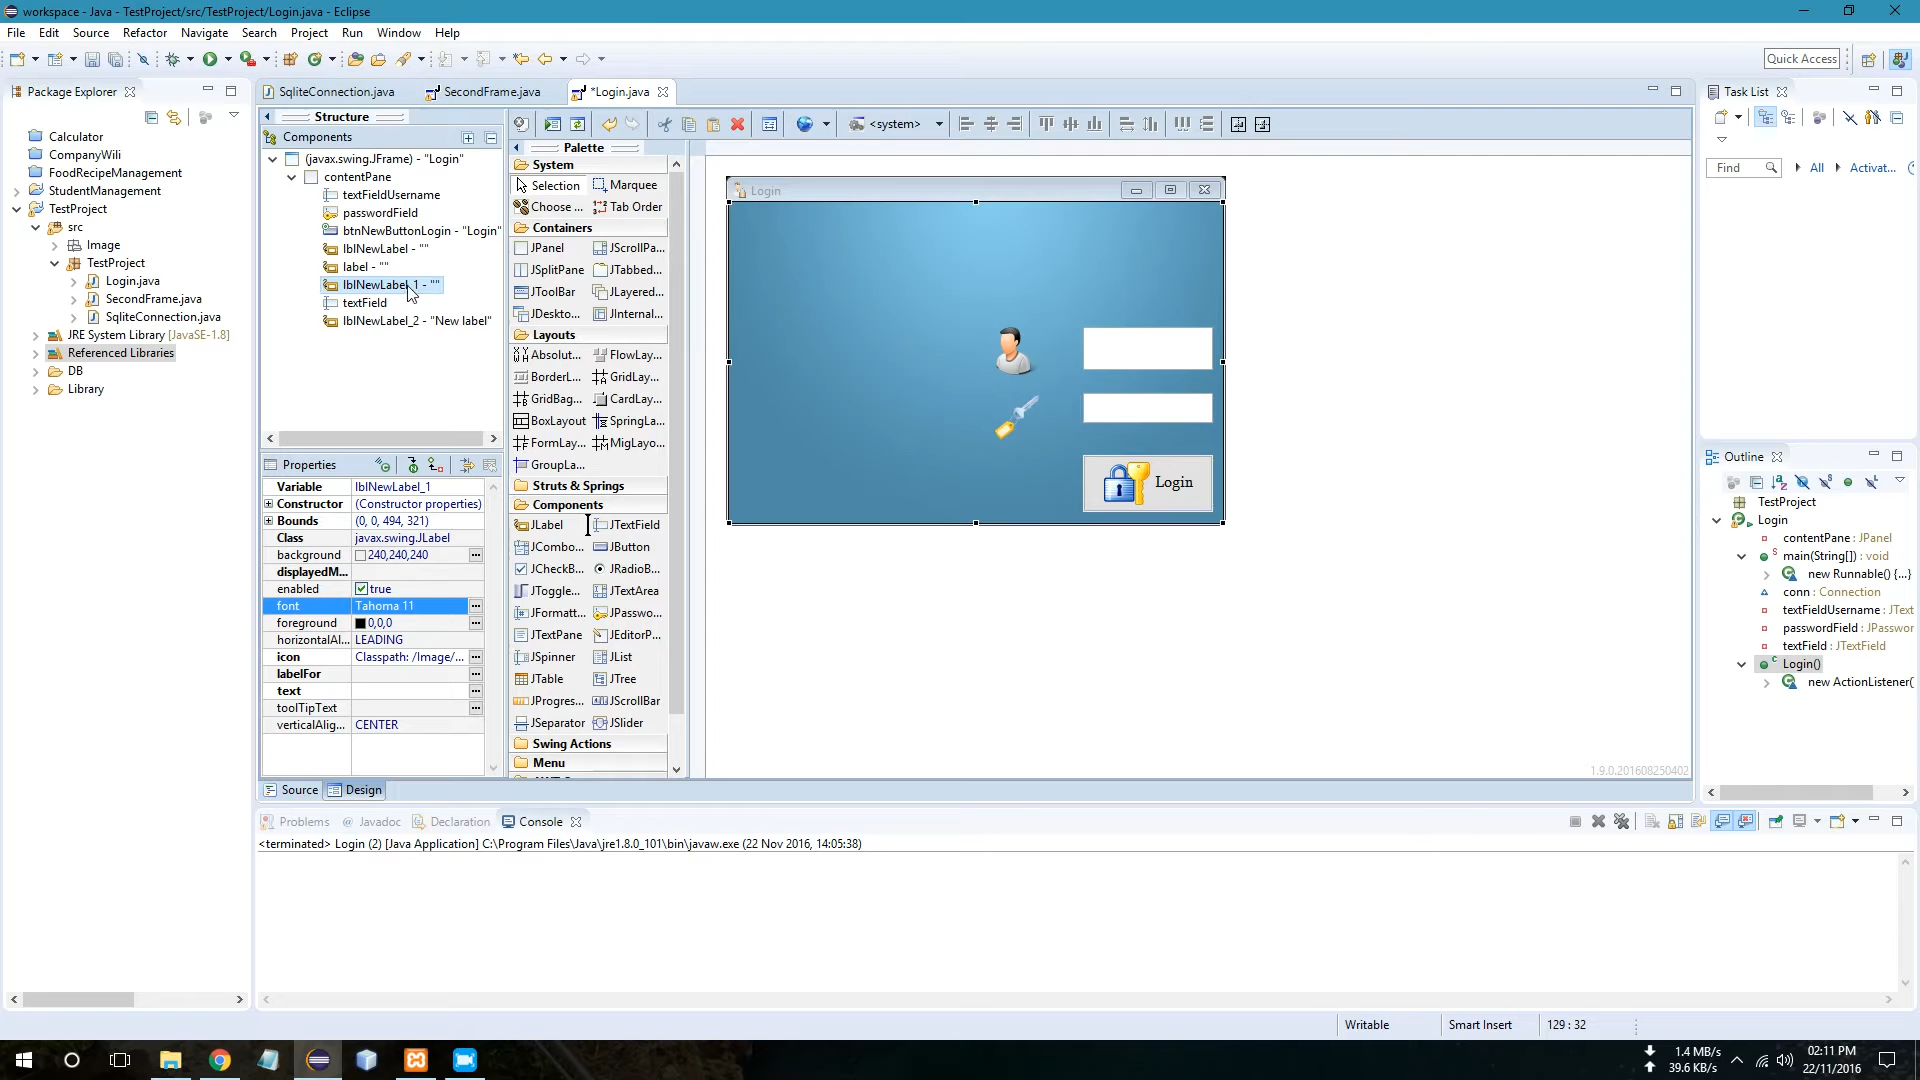 workspace - Java - TestProject/src/TestProject/Login.java - Eclipse
File Edit Source Refactor Navigate Search Project Run Window Help
Quick Access
Package Explorer
Calculator
CompanyWili
FoodRecipeManagement
StudentManagement
TestProject
src
Image
TestProject
Login.java
SecondFrame.java
SqliteConnection.java
JRE System Library [JavaSE-1.8]
Referenced Libraries
DB
Library
SqliteConnection.java
SecondFrame.java
*Login.java
Structure
Components
(javax.swing.JFrame) - "Login"
contentPane
textFieldUsername
passwordField
btnNewButtonLogin - "Login"
lblNewLabel - ""
label - ""
lblNewLabel_1 - ""
textField
lblNewLabel_2 - "New label"
Properties
Variable lblNewLabel_1
Constructor (Constructor properties)
Bounds (0, 0, 494, 321)
Class javax.swing.JLabel
background 240,240,240
displayedM...
enabled true
font Tahoma 11
foreground 0,0,0
horizontalAl... LEADING
icon Classpath: /Image/...
labelFor
text
toolTipText
verticalAlig... CENTER
Source Design
<system>
Palette
System
Selection Marquee
Choose ... Tab Order
Containers
JPanel JScrollPa...
JSplitPane JTabbed...
JToolBar JLayered...
JDeskto... JInternal...
Layouts
Absolut... FlowLay...
BorderL... GridLay...
GridBag... CardLay...
BoxLayout SpringLa...
FormLay... MigLayo...
GroupLa...
Struts & Springs
Components
JLabel JTextField
JCombo... JButton
JCheckB... JRadioB...
JToggle... JTextArea
JFormatt... JPasswo...
JTextPane JEditorP...
JSpinner JList
JTable JTree
JProgres... JScrollBar
JSeparator JSlider
Swing Actions
Menu
Login
Login
1.9.0.201608250402
Task List
Find All Activat...
Outline
TestProject
Login
contentPane : JPanel
main(String[]) : void
new Runnable() {...}
conn : Connection
textFieldUsername : JText
passwordField : JPasswor
textField : JTextField
Login()
new ActionListener(
Problems Javadoc Declaration Console
<terminated> Login (2) [Java Application] C:\Program Files\Java\jre1.8.0_101\bin\javaw.exe (22 Nov 2016, 14:05:38)
Writable Smart Insert 129 : 32
1.4 MB/s
39.6 KB/s
02:11 PM
22/11/2016